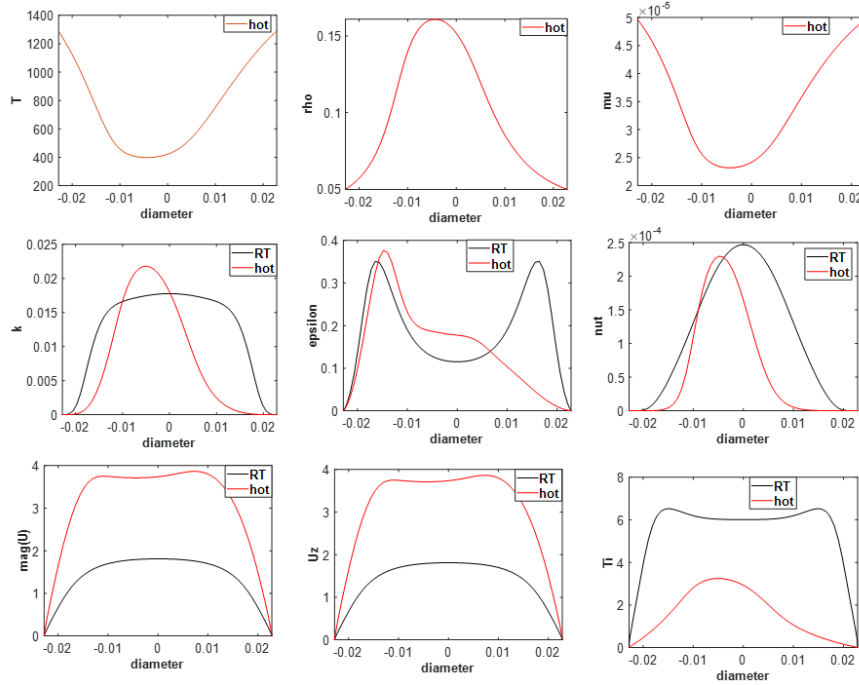 1400
1200
1000
800
600
400
200
T
-0.02 -0.01 0 0.01 0.02
diameter
hot
0.15
0.1
0.05
rho
-0.02 -0.01 0 0.01 0.02
diameter
hot
×10-5
5
4.5
4
3.5
3
2.5
2
mu
-0.02 -0.01 0 0.01 0.02
diameter
hot
0.025
0.02
0.015
0.01
0.005
0
k
-0.02 -0.01 0 0.01 0.02
diameter
RT
hot
0.4
0.3
0.2
0.1
0
epsilon
-0.02 -0.01 0 0.01 0.02
diameter
RT
hot
×10-4
2.5
2
1.5
1
0.5
0
nut
-0.02 -0.01 0 0.01 0.02
diameter
RT
hot
4
3
2
1
0
mag(U)
-0.02 -0.01 0 0.01 0.02
diameter
RT
hot
4
3
2
1
0
Uz
-0.02 -0.01 0 0.01 0.02
diameter
RT
hot
8
6
4
2
0
Ti
-0.02 -0.01 0 0.01 0.02
diameter
RT
hot